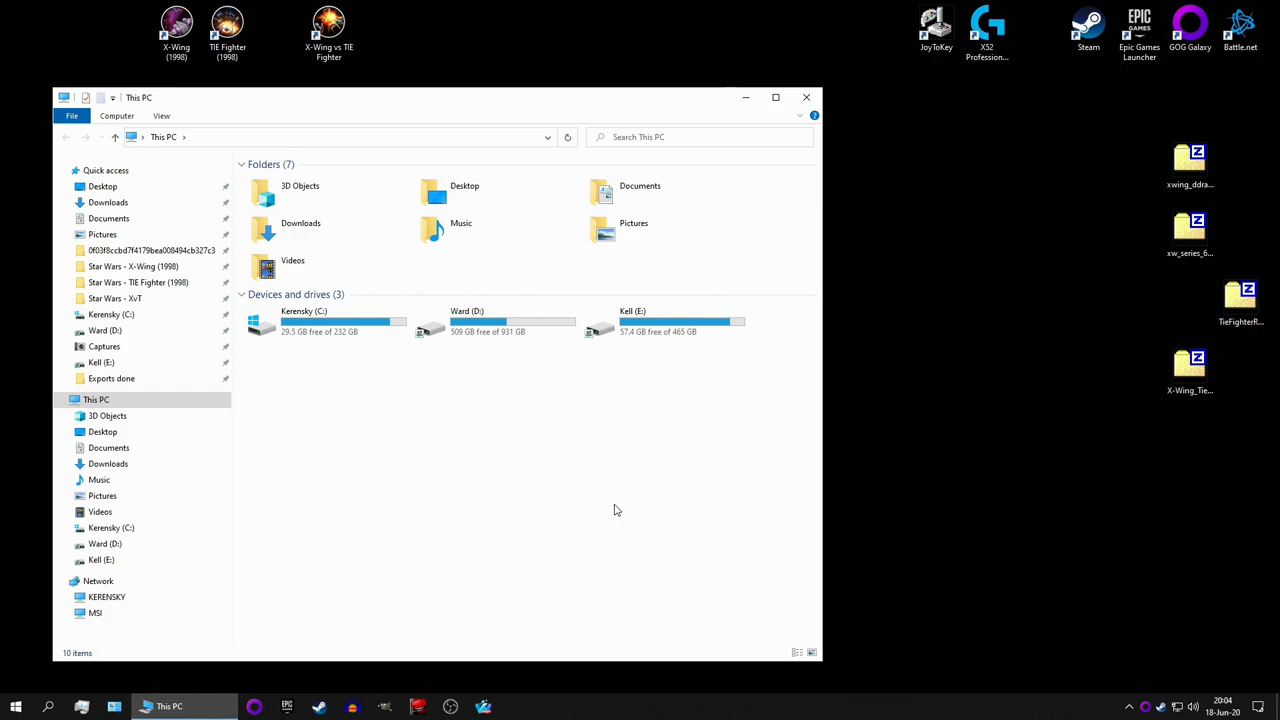 X-Wing
(1998)
TIE Fighter
(1998)
X-Wing vs TIE
Fighter
JoyToKey
X52
Profession...
Steam
EPIC
GAMES
Epic Games
Launcher
GOG Galaxy
Battle.net
This PC
File
Computer
View
This PC
Search This PC
Quick access
Desktop
Downloads
Documents
Pictures
0f03f8ccbd7f4179bea008494cb327c3
Star Wars - X-Wing (1998)
Star Wars - TIE Fighter (1998)
Star Wars - XvT
Kerensky (C:)
Ward (D:)
Captures
Kell (E:)
Exports done
This PC
3D Objects
Desktop
Documents
Downloads
Music
Pictures
Videos
Kerensky (C:)
Ward (D:)
Kell (E:)
Network
KERENSKY
MSI
Folders (7)
3D Objects
Desktop
Documents
Downloads
Music
Pictures
Videos
Devices and drives (3)
Kerensky (C:)
29.5 GB free of 232 GB
Ward (D:)
509 GB free of 931 GB
Kell (E:)
57.4 GB free of 465 GB
10 items
Z
xwing_ddra...
Z
xw_series_6...
Z
TieFighterR...
Z
X-Wing_Tie...
This PC
EPIC
20:04
18-Jun-20